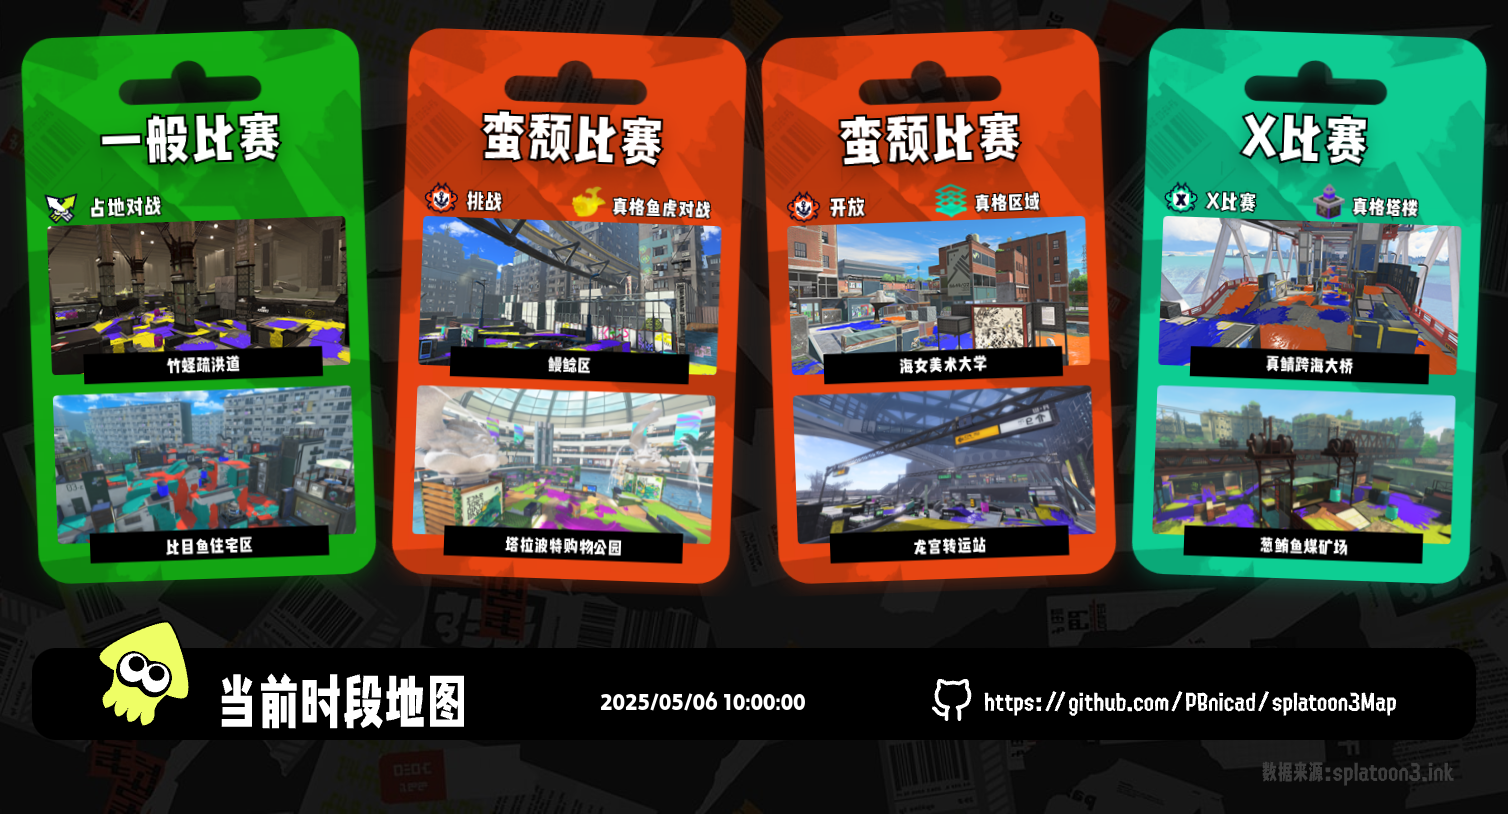 一般比赛
占地对战
竹蛏疏洪道
比目鱼住宅区
蛮颓比赛
挑战
真格鱼虎对战
鳗鲶区
塔拉波特购物公园
蛮颓比赛
开放
真格区域
海女美术大学
龙宫转运站
X比赛
X比赛
真格塔楼
真鲭跨海大桥
葱鲔鱼煤矿场
当前时段地图
2025/05/06 10:00:00
https://github.com/PBnicad/splatoon3Map
数据来源:splatoon3.ink